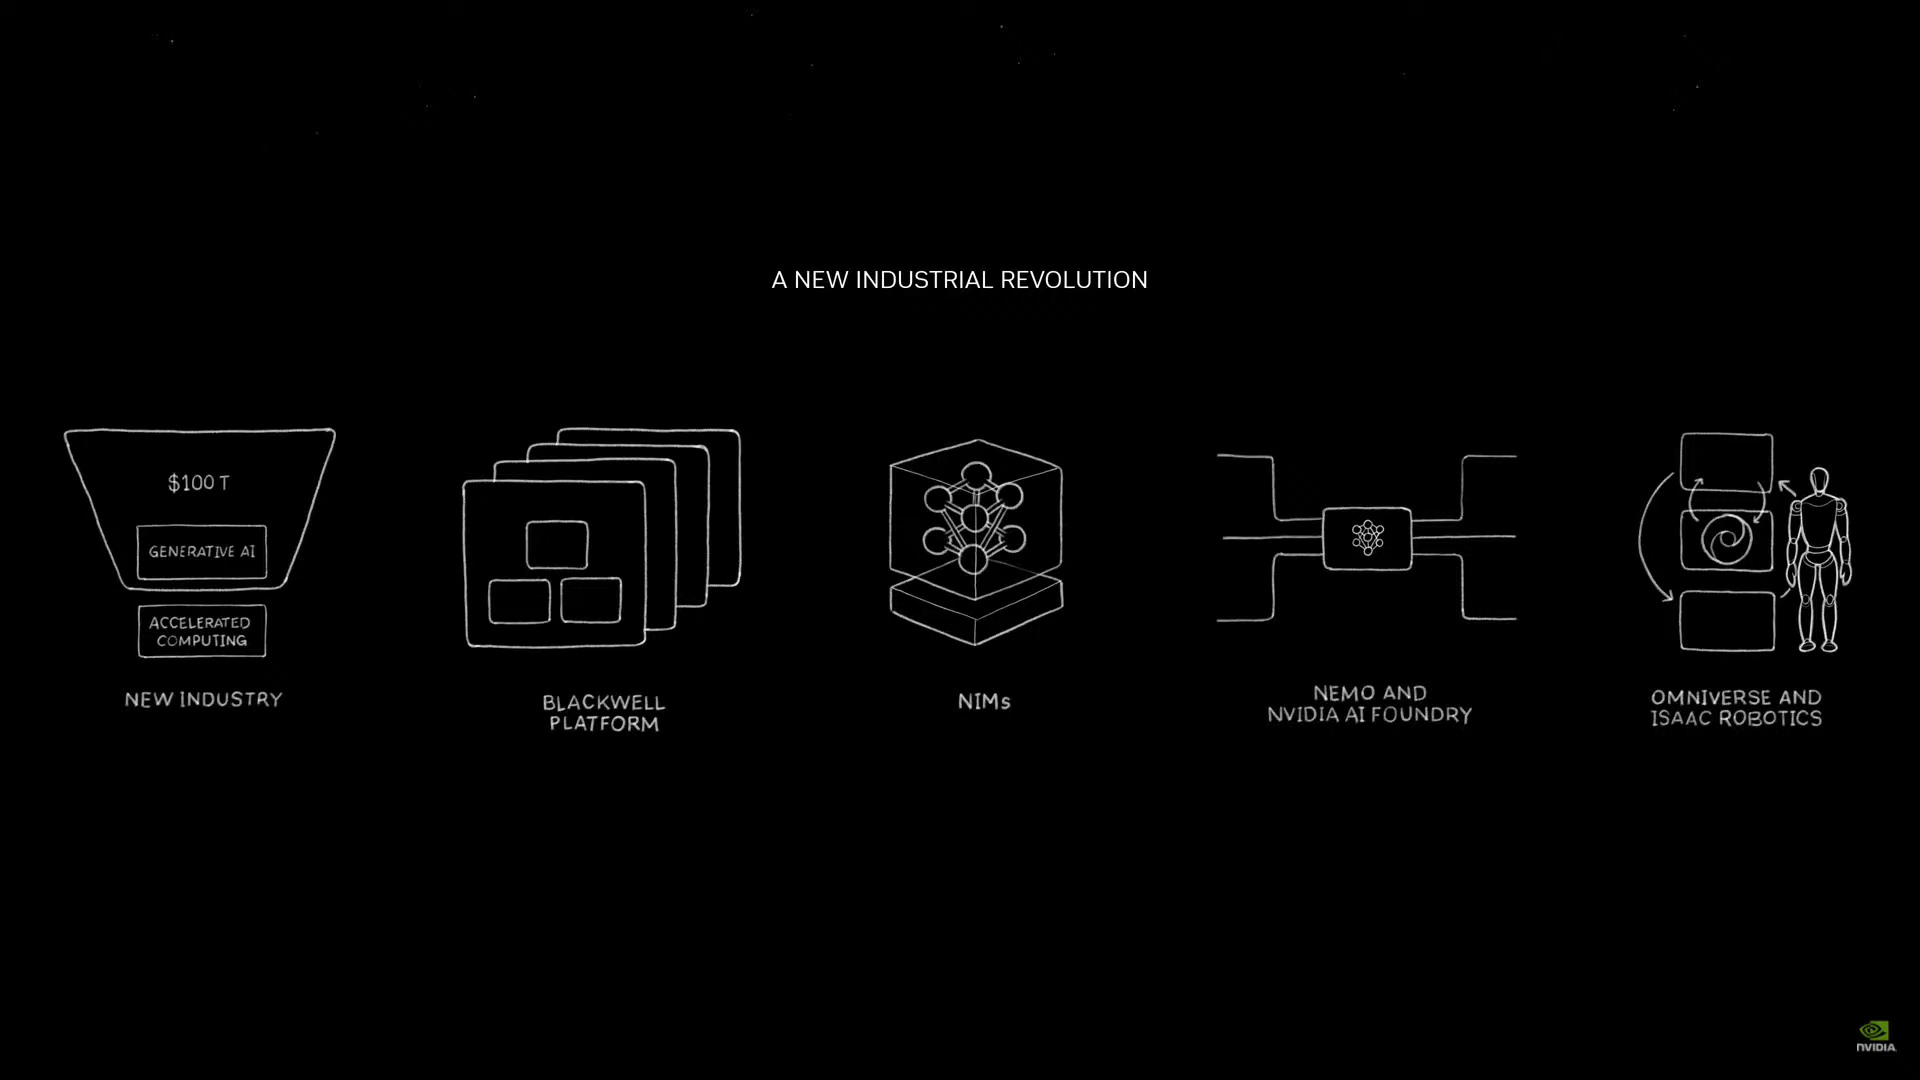 A NEW INDUSTRIAL REVOLUTION
$100 T
GENERATIVE AI
ACCELERATED
COMPUTING
NEW INDUSTRY
BLACKWELL
PLATFORM
NIMs
NEMO AND
NVIDIA AI FOUNDRY
OMNIVERSE AND
ISAAC ROBOTICS
NVIDIA